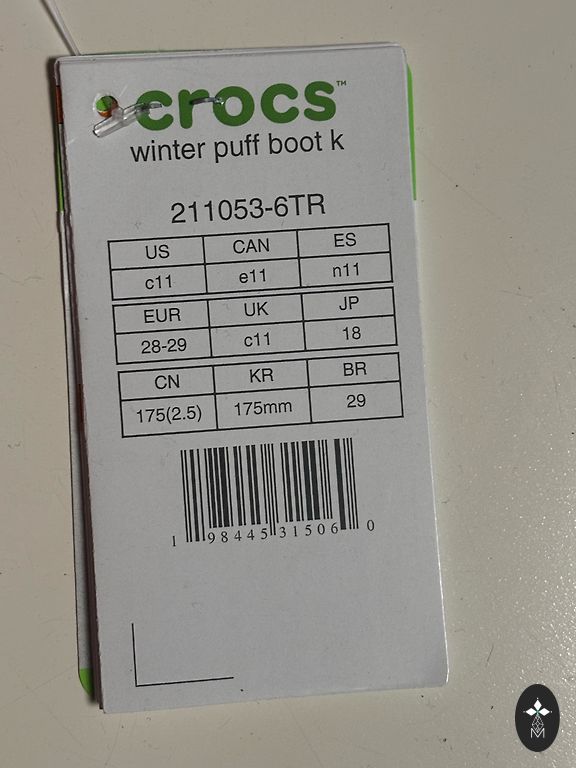 crocs™
winter puff boot k
211053-6TR
US CAN ES
c11 e11 n11
EUR UK JP
28-29 c11 18
CN KR BR
175(2.5) 175mm 29
1 98445 31506 0
M